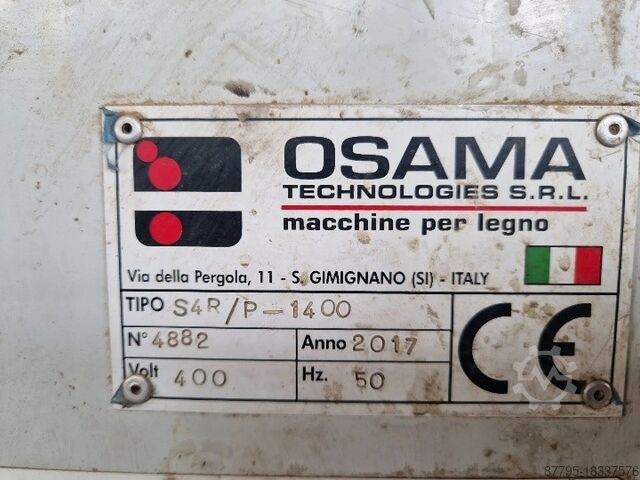 OSAMA
TECHNOLOGIES S.R.L.
macchine per legno
Via della Pergola, 11 - S. GIMIGNANO (SI) - ITALY
TIPO S4R/P-1400
N° 4882 Anno 2017
Volt 400 Hz. 50
CE
87795-18337576